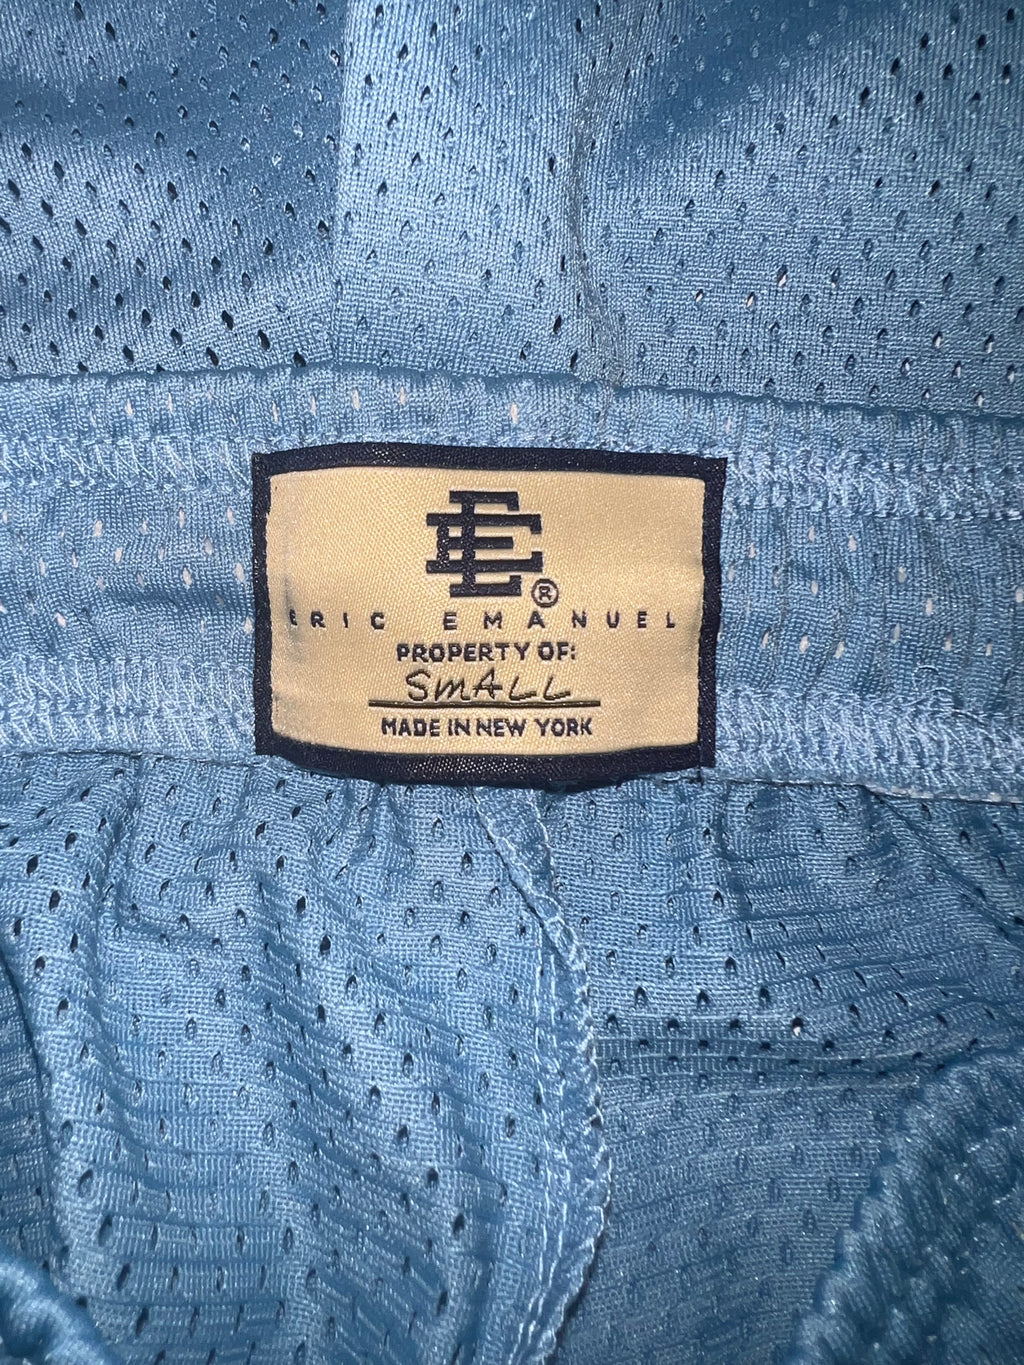 EE®
ERIC EMANUEL
PROPERTY OF:
SMALL
MADE IN NEW YORK